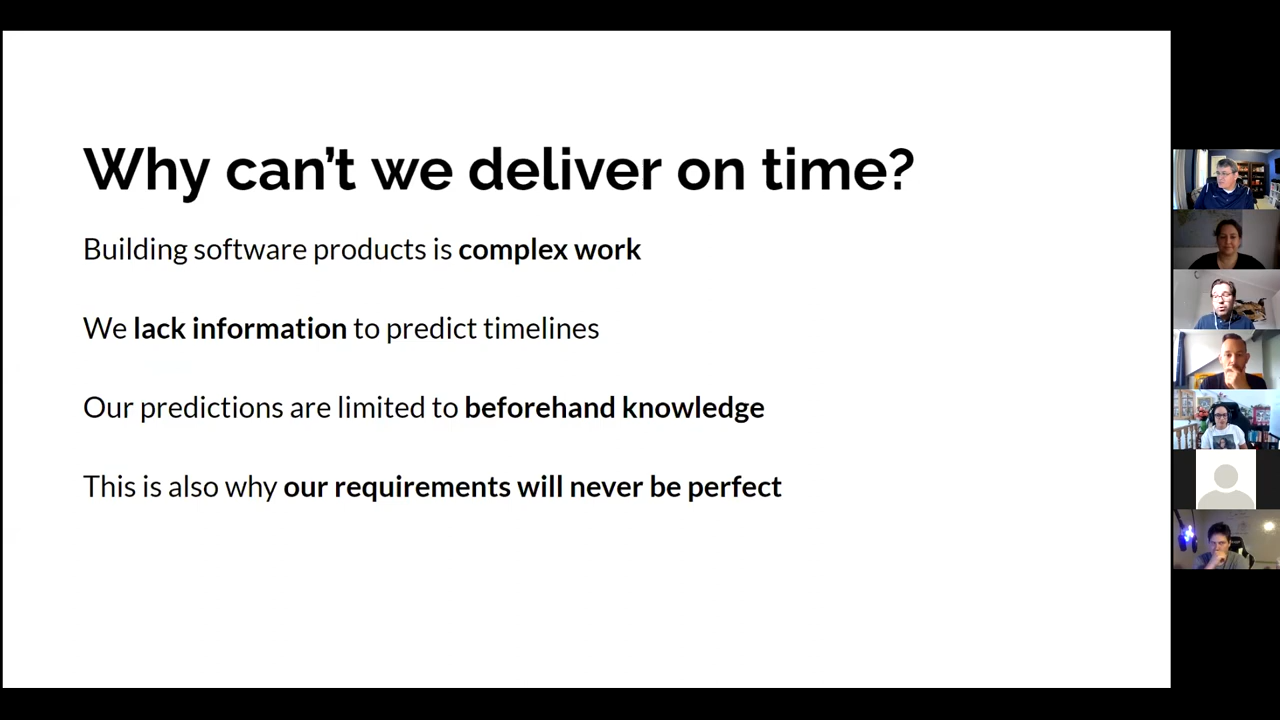 Why can’t we deliver on time?
Building software products is complex work
We lack information to predict timelines
Our predictions are limited to beforehand knowledge
This is also why our requirements will never be perfect